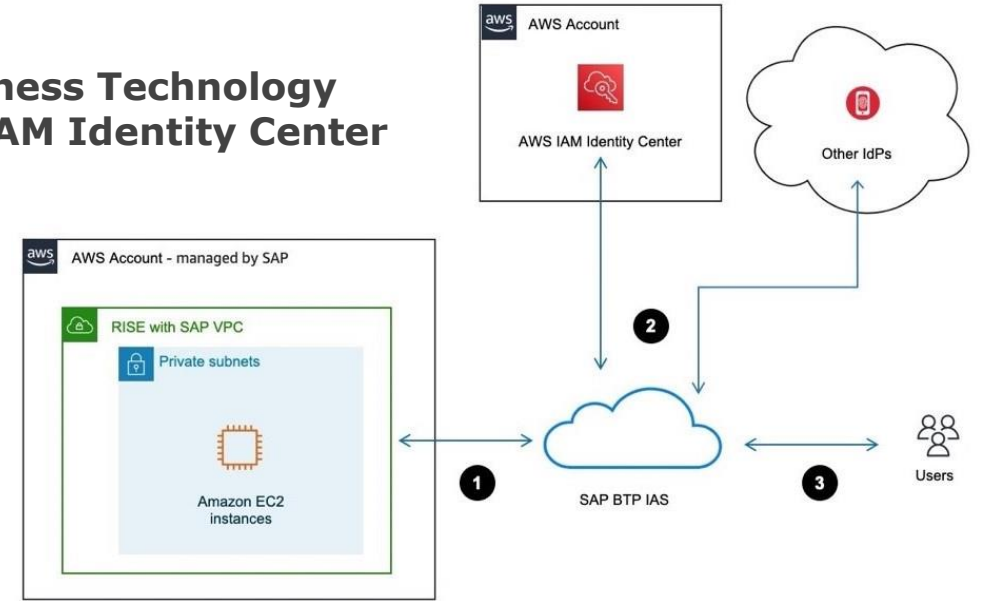 ness Technology
AM Identity Center
aws
AWS Account
AWS IAM Identity Center
Other IdPs
aws
AWS Account - managed by SAP
RISE with SAP VPC
Private subnets
Amazon EC2
instances
1
2
SAP BTP IAS
3
Users